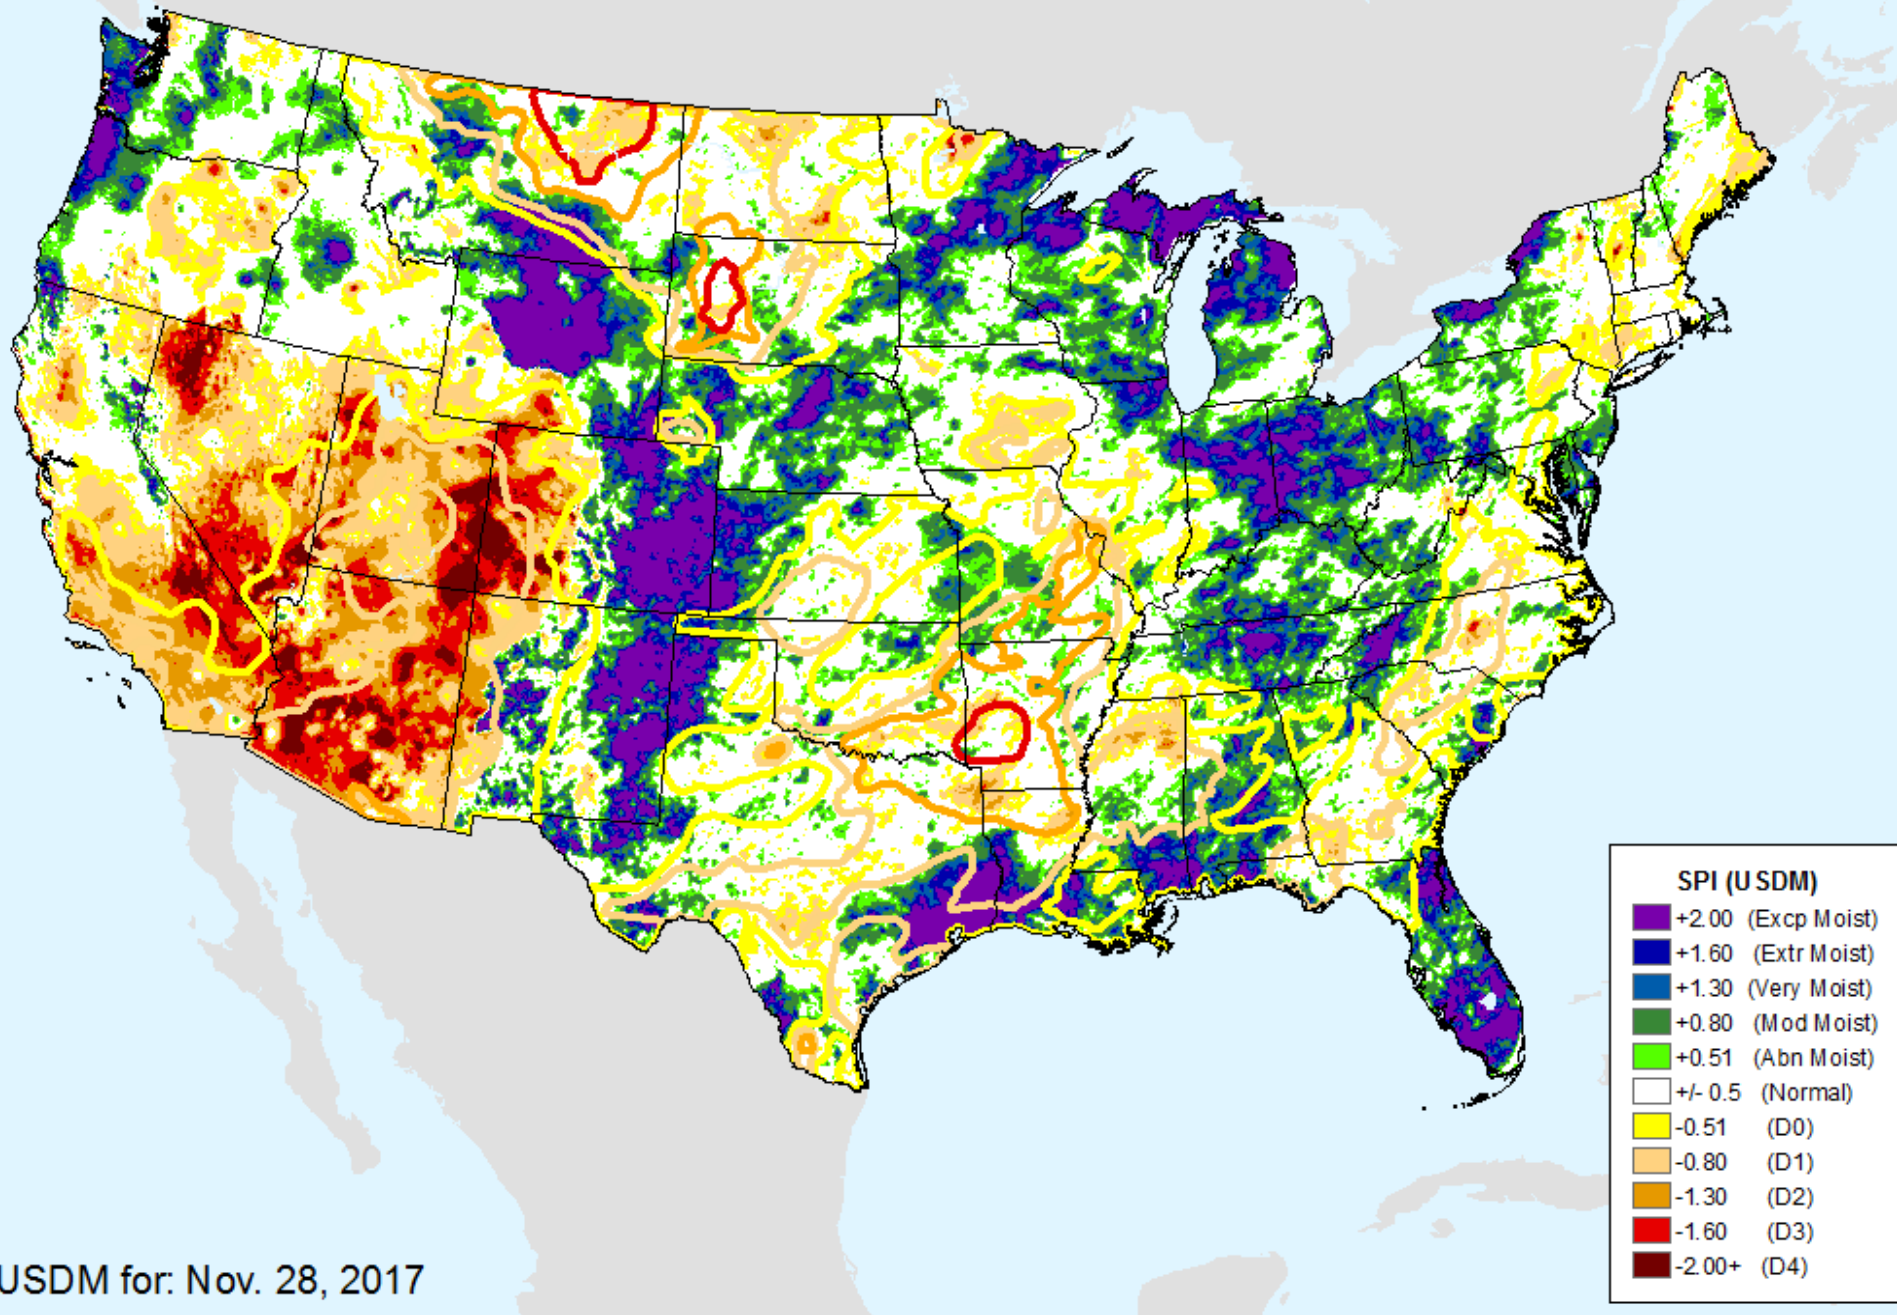 SPI (USDM)
+2.00 (Excp Moist)
+1.60 (Extr Moist)
+1.30 (Very Moist)
+0.80 (Mod Moist)
+0.51 (Abn Moist)
+/- 0.5 (Normal)
-0.51 (D0)
-0.80 (D1)
-1.30 (D2)
-1.60 (D3)
-2.00+ (D4)
USDM for: Nov. 28, 2017